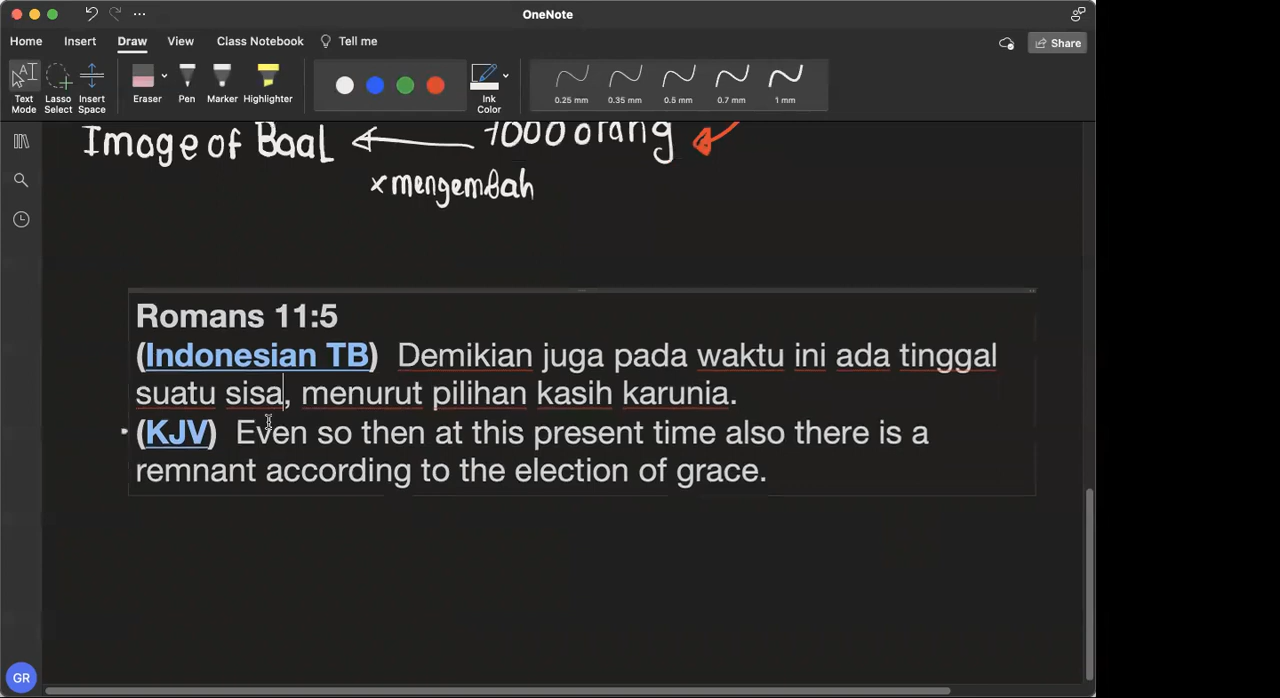 OneNote
Home Insert Draw View Class Notebook Tell me
Share
Text Mode
Lasso Select
Insert Space
Eraser
Pen
Marker
Highlighter
Ink Color
0.25 mm
0.35 mm
0.5 mm
0.7 mm
1 mm
Image of Baal
7000 orang
x mengembah
Romans 11:5
(Indonesian TB) Demikian juga pada waktu ini ada tinggal
suatu sisa, menurut pilihan kasih karunia.
(KJV) Even so then at this present time also there is a
remnant according to the election of grace.
GR